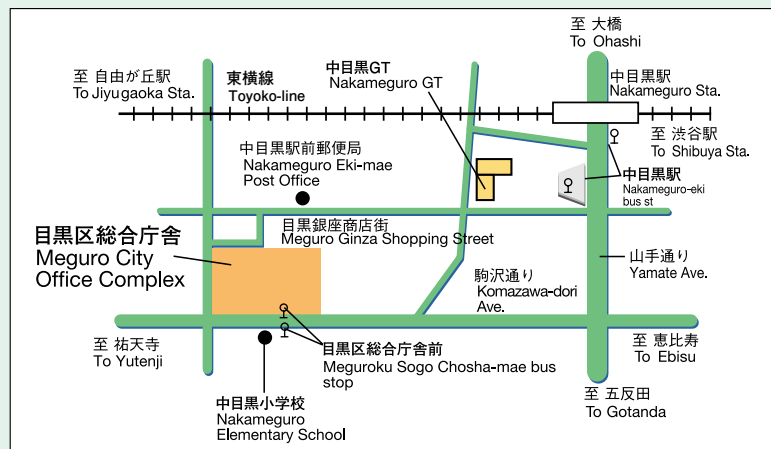 至 大橋
To Ohashi
至 自由が丘駅
To Jiyugaoka Sta.
東横線
Toyoko-line
中目黒GT
Nakameguro GT
中目黒駅
Nakameguro Sta.
至 渋谷駅
To Shibuya Sta.
中目黒駅前郵便局
Nakameguro Eki-mae
Post Office
中目黒駅
Nakameguro-eki
bus st
目黒銀座商店街
Meguro Ginza Shopping Street
目黒区総合庁舎
Meguro City
Office Complex
山手通り
Yamate Ave.
駒沢通り
Komazawa-dori
Ave.
至 祐天寺
To Yutenji
目黒区総合庁舎前
Meguroku Sogo Chosha-mae bus
stop
至 恵比寿
To Ebisu
中目黒小学校
Nakameguro
Elementary School
至 五反田
To Gotanda